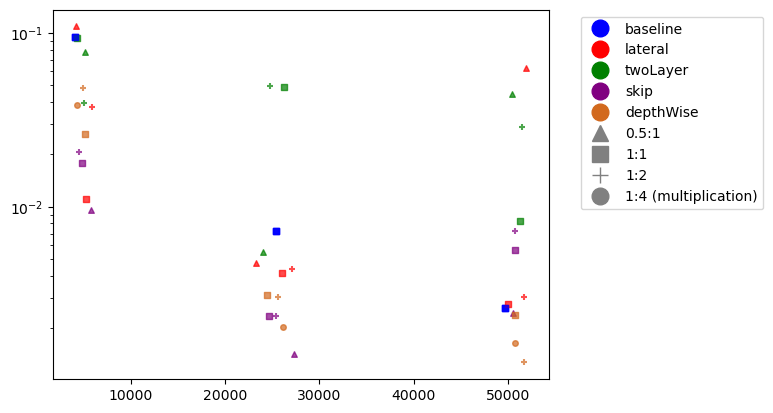 10⁻¹
10⁻²
10000
20000
30000
40000
50000
baseline
lateral
twoLayer
skip
depthWise
0.5:1
1:1
1:2
1:4 (multiplication)